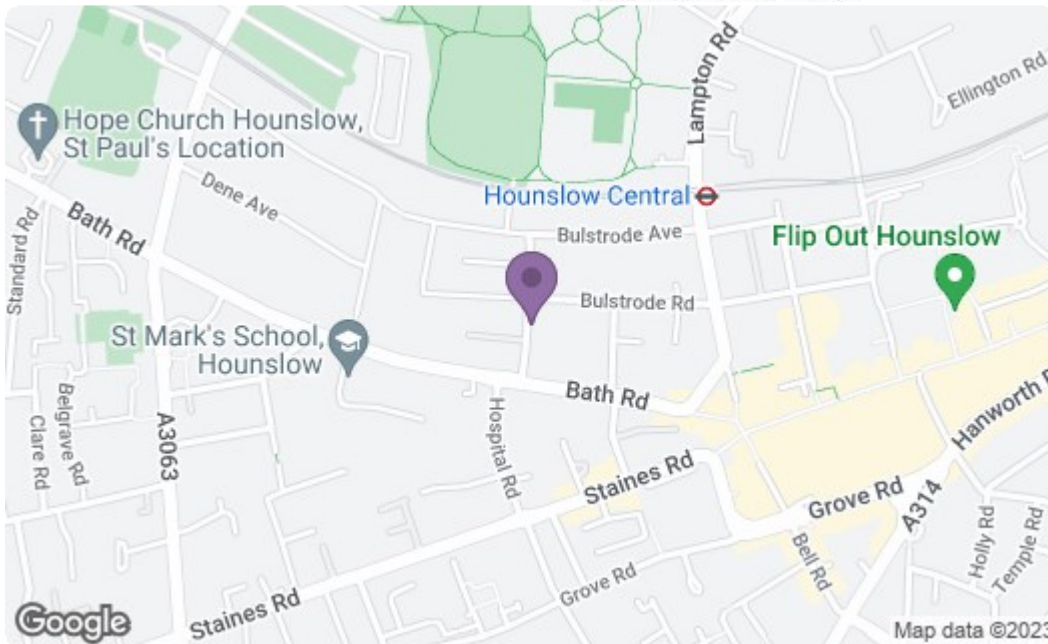 Lampton Rd
Ellington Rd
Hope Church Hounslow,
St Paul's Location
Dene Ave
Hounslow Central
Bath Rd
Bulstrode Ave
Flip Out Hounslow
Bulstrode Rd
St Mark's School,
Hounslow
Bath Rd
Belgrave Rd
Clare Rd
A3063
Hospital Rd
Hanworth
Staines Rd
Grove Rd
A314
Bell Rd
Holly Rd
Temple Rd
Grove Rd
Staines Rd
Google
Map data ©2023